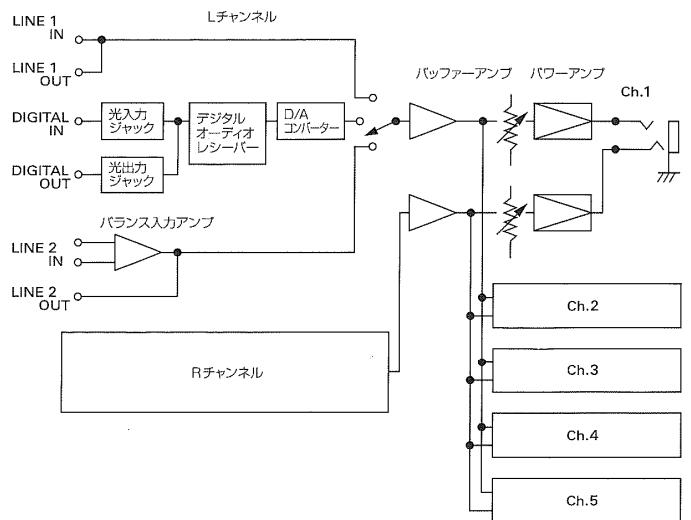 Lチャンネル
LINE 1
IN
LINE 1
OUT
バッファーアンプ
パワーアンプ
Ch.1
DIGITAL
IN
光入力
ジャック
デジタル
オーディオ
レシーバー
D/A
コンバーター
DIGITAL
OUT
光出力
ジャック
バランス入力アンプ
LINE 2
IN
LINE 2
OUT
Rチャンネル
Ch.2
Ch.3
Ch.4
Ch.5